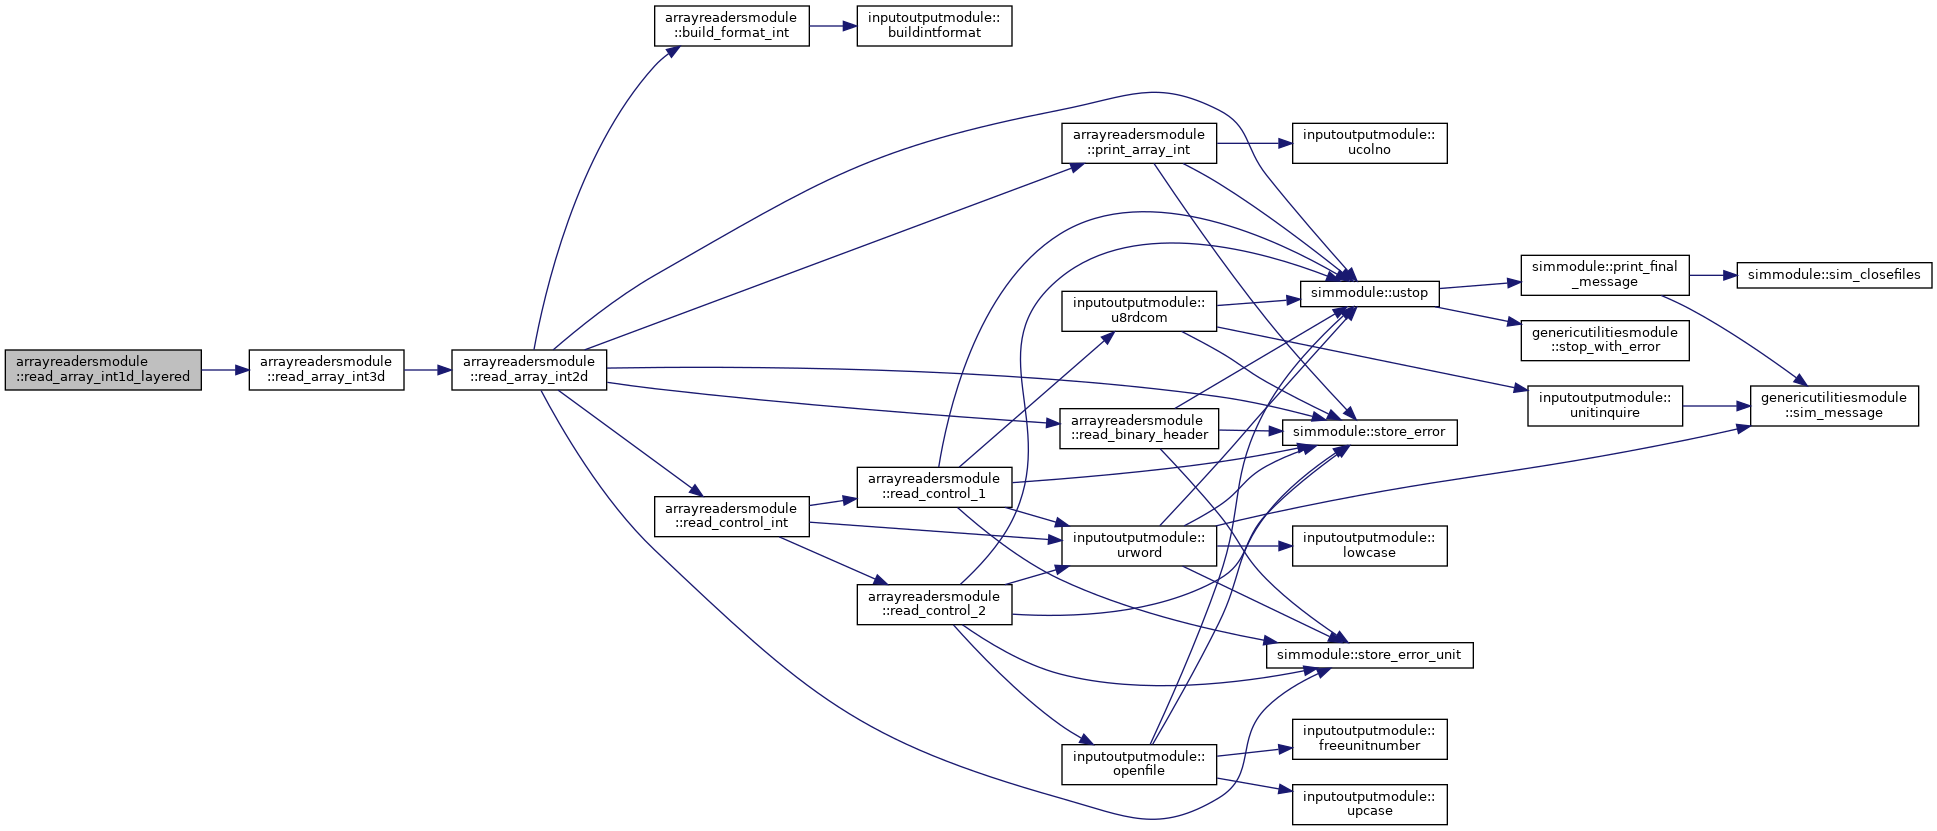 arrayreadersmodule
::read_array_int1d_layered
arrayreadersmodule
::read_array_int3d
arrayreadersmodule
::read_array_int2d
arrayreadersmodule
::build_format_int
inputoutputmodule::
buildintformat
arrayreadersmodule
::print_array_int
inputoutputmodule::
ucolno
simmodule::ustop
simmodule::print_final
_message
simmodule::sim_closefiles
genericutilitiesmodule
::stop_with_error
inputoutputmodule::
u8rdcom
inputoutputmodule::
unitinquire
genericutilitiesmodule
::sim_message
arrayreadersmodule
::read_binary_header
simmodule::store_error
arrayreadersmodule
::read_control_int
arrayreadersmodule
::read_control_1
inputoutputmodule::
urword
inputoutputmodule::
lowcase
arrayreadersmodule
::read_control_2
simmodule::store_error_unit
inputoutputmodule::
openfile
inputoutputmodule::
freeunitnumber
inputoutputmodule::
upcase